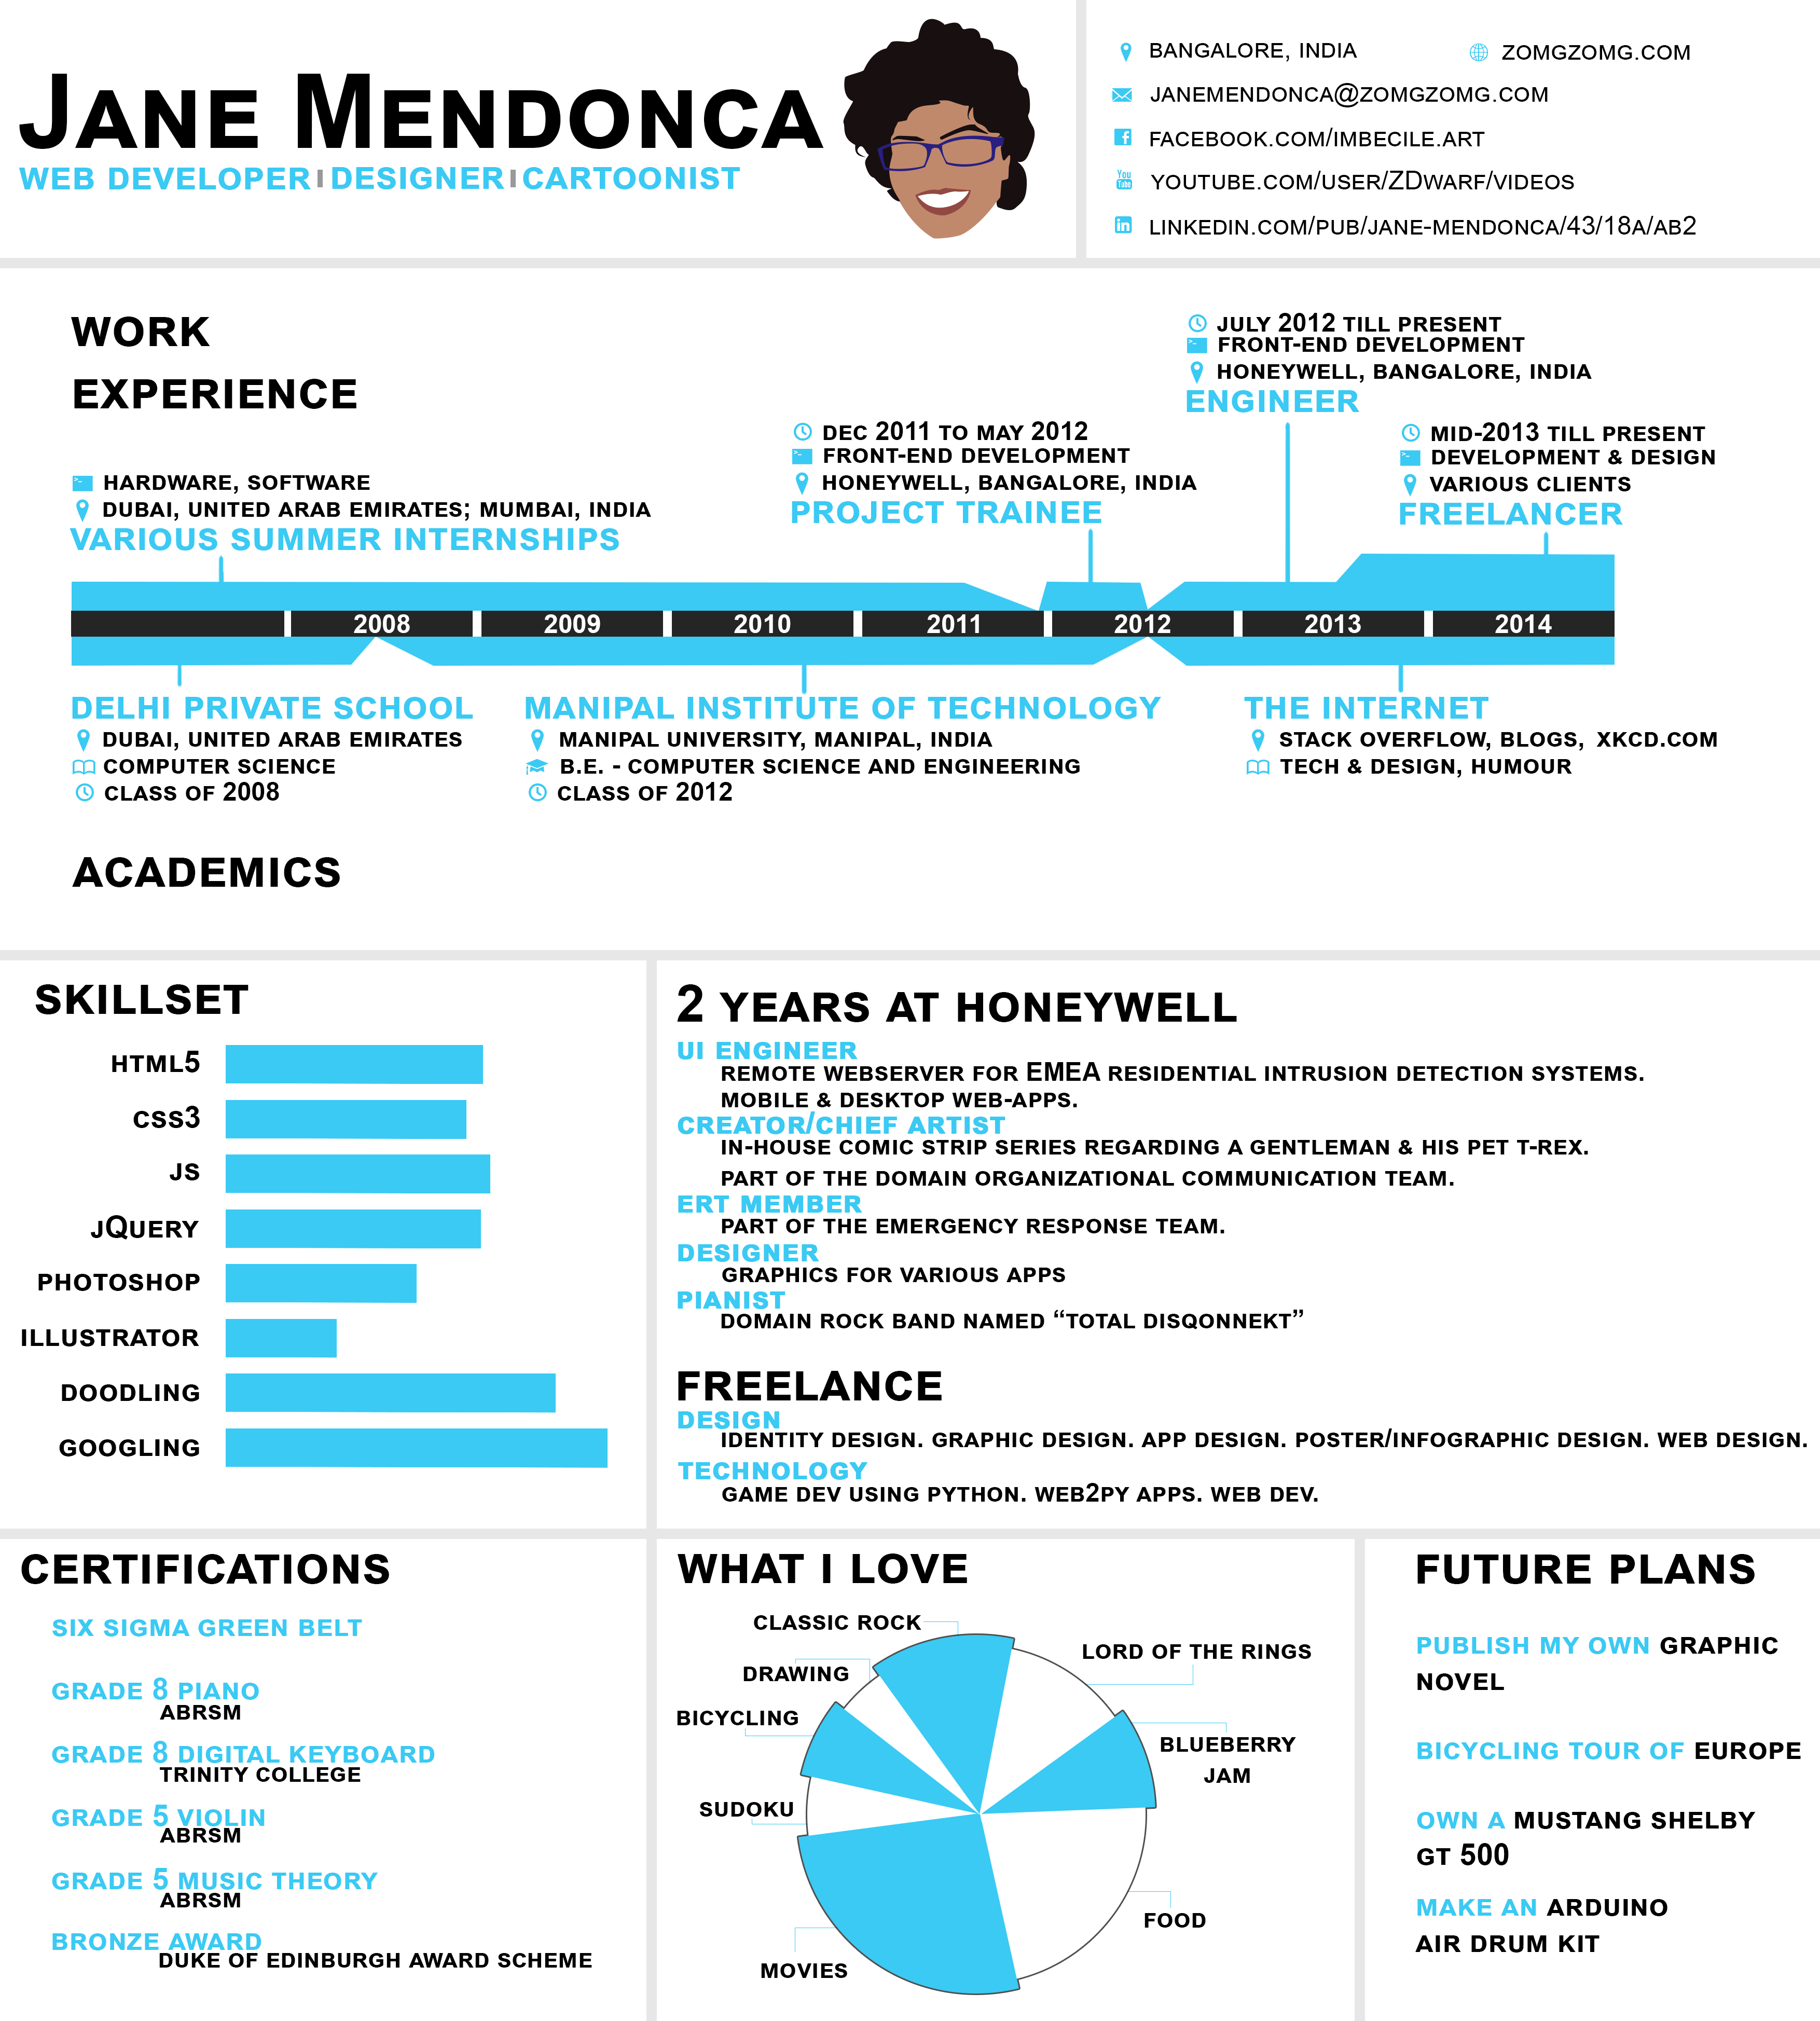 JANE MENDONCA
WEB DEVELOPER | DESIGNER | CARTOONIST
BANGALORE, INDIA
ZOMGZOMG.COM
JANEMENDONCA@ZOMGZOMG.COM
FACEBOOK.COM/IMBECILE.ART
You Tube YOUTUBE.COM/USER/ZDWARF/VIDEOS
in LINKEDIN.COM/PUB/JANE-MENDONCA/43/18A/AB2
WORK
EXPERIENCE
HARDWARE, SOFTWARE
DUBAI, UNITED ARAB EMIRATES; MUMBAI, INDIA
VARIOUS SUMMER INTERNSHIPS
DEC 2011 TO MAY 2012
FRONT-END DEVELOPMENT
HONEYWELL, BANGALORE, INDIA
PROJECT TRAINEE
JULY 2012 TILL PRESENT
FRONT-END DEVELOPMENT
HONEYWELL, BANGALORE, INDIA
ENGINEER
MID-2013 TILL PRESENT
DEVELOPMENT & DESIGN
VARIOUS CLIENTS
FREELANCER
2008 2009 2010 2011 2012 2013 2014
DELHI PRIVATE SCHOOL
DUBAI, UNITED ARAB EMIRATES
COMPUTER SCIENCE
CLASS OF 2008
MANIPAL INSTITUTE OF TECHNOLOGY
MANIPAL UNIVERSITY, MANIPAL, INDIA
B.E. - COMPUTER SCIENCE AND ENGINEERING
CLASS OF 2012
THE INTERNET
STACK OVERFLOW, BLOGS, XKCD.COM
TECH & DESIGN, HUMOUR
ACADEMICS
SKILLSET
HTML5
CSS3
JS
JQUERY
PHOTOSHOP
ILLUSTRATOR
DOODLING
GOOGLING
2 YEARS AT HONEYWELL
UI ENGINEER
REMOTE WEBSERVER FOR EMEA RESIDENTIAL INTRUSION DETECTION SYSTEMS.
MOBILE & DESKTOP WEB-APPS.
CREATOR/CHIEF ARTIST
IN-HOUSE COMIC STRIP SERIES REGARDING A GENTLEMAN & HIS PET T-REX.
PART OF THE DOMAIN ORGANIZATIONAL COMMUNICATION TEAM.
ERT MEMBER
PART OF THE EMERGENCY RESPONSE TEAM.
DESIGNER
GRAPHICS FOR VARIOUS APPS
PIANIST
DOMAIN ROCK BAND NAMED “TOTAL DISQONNEKT”
FREELANCE
DESIGN
IDENTITY DESIGN. GRAPHIC DESIGN. APP DESIGN. POSTER/INFOGRAPHIC DESIGN. WEB DESIGN.
TECHNOLOGY
GAME DEV USING PYTHON. WEB2PY APPS. WEB DEV.
CERTIFICATIONS
SIX SIGMA GREEN BELT
GRADE 8 PIANO
ABRSM
GRADE 8 DIGITAL KEYBOARD
TRINITY COLLEGE
GRADE 5 VIOLIN
ABRSM
GRADE 5 MUSIC THEORY
ABRSM
BRONZE AWARD
DUKE OF EDINBURGH AWARD SCHEME
WHAT I LOVE
CLASSIC ROCK
LORD OF THE RINGS
DRAWING
BICYCLING
BLUEBERRY
JAM
SUDOKU
FOOD
MOVIES
FUTURE PLANS
PUBLISH MY OWN GRAPHIC
NOVEL
BICYCLING TOUR OF EUROPE
OWN A MUSTANG SHELBY
GT 500
MAKE AN ARDUINO
AIR DRUM KIT